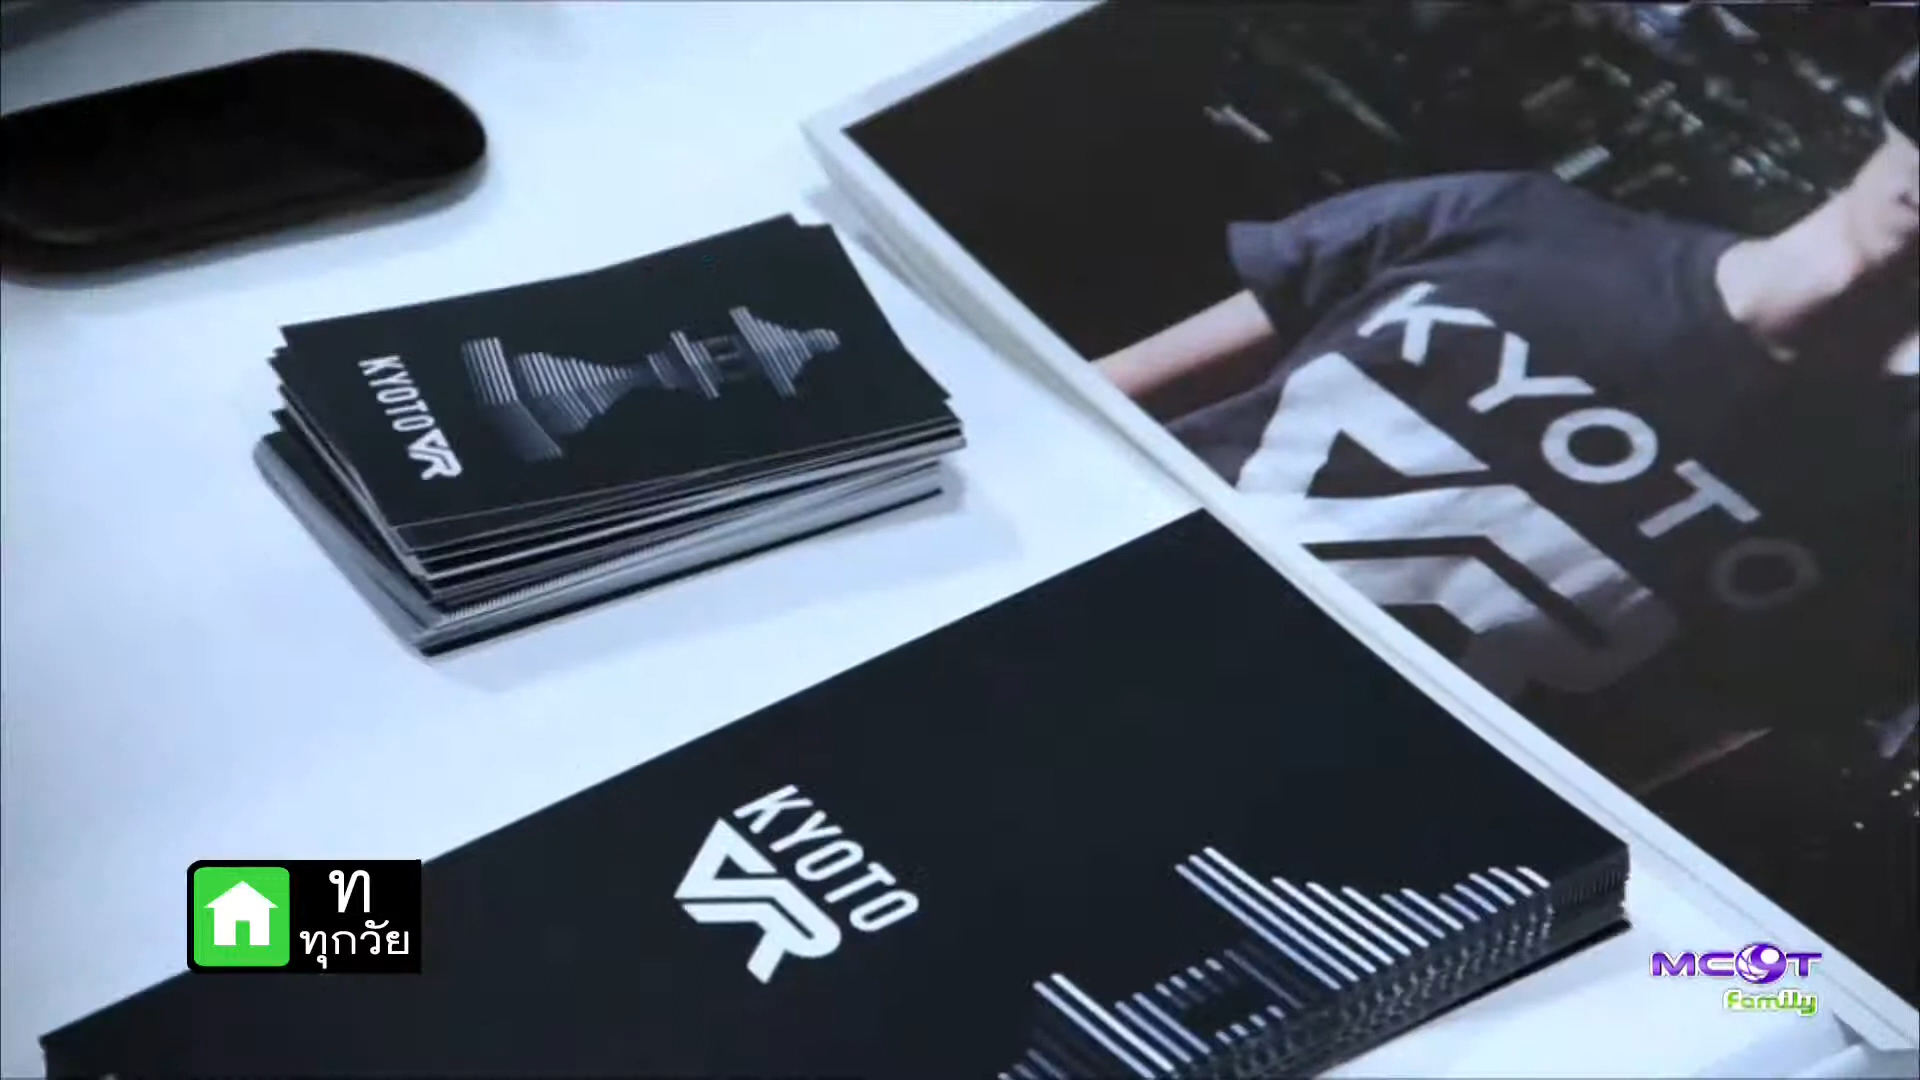 KYOTO
VR
KYOTO VR
KYOTO
VR
ท
ทุกวัย
MCOT
Family